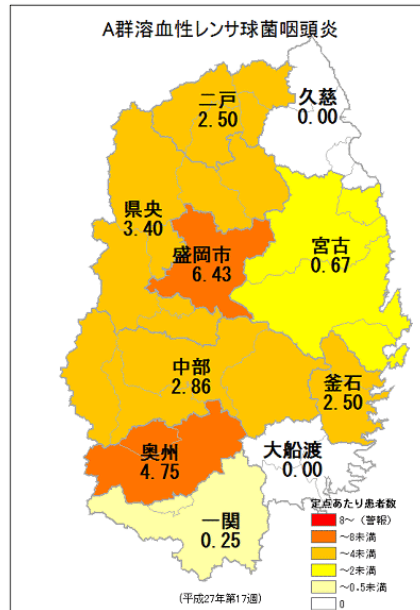 A群溶血性レンサ球菌咽頭炎
久慈
0.00
二戸
2.50
県央
3.40
盛岡市
6.43
宮古
0.67
中部
2.86
釜石
2.50
奥州
4.75
大船渡
0.00
一関
0.25
定点あたり患者数
8～（警報）
～8未満
～4未満
～2未満
～0.5未満
0
(平成27年第17週)